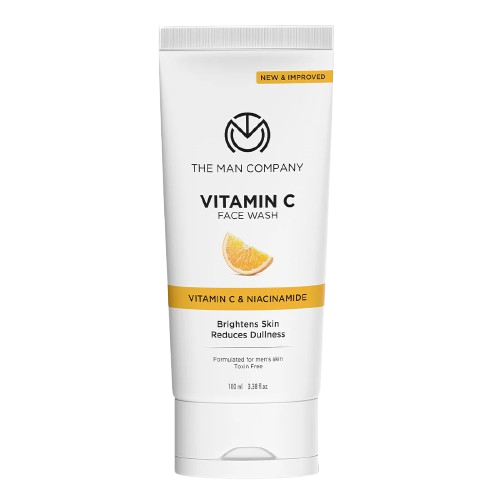 NEW & IMPROVED
THE MAN COMPANY
VITAMIN C
FACE WASH
VITAMIN C & NIACINAMIDE
Brightens Skin
Reduces Dullness
Formulated for men's skin
Toxin Free
100 ml 3.38 fl.oz.